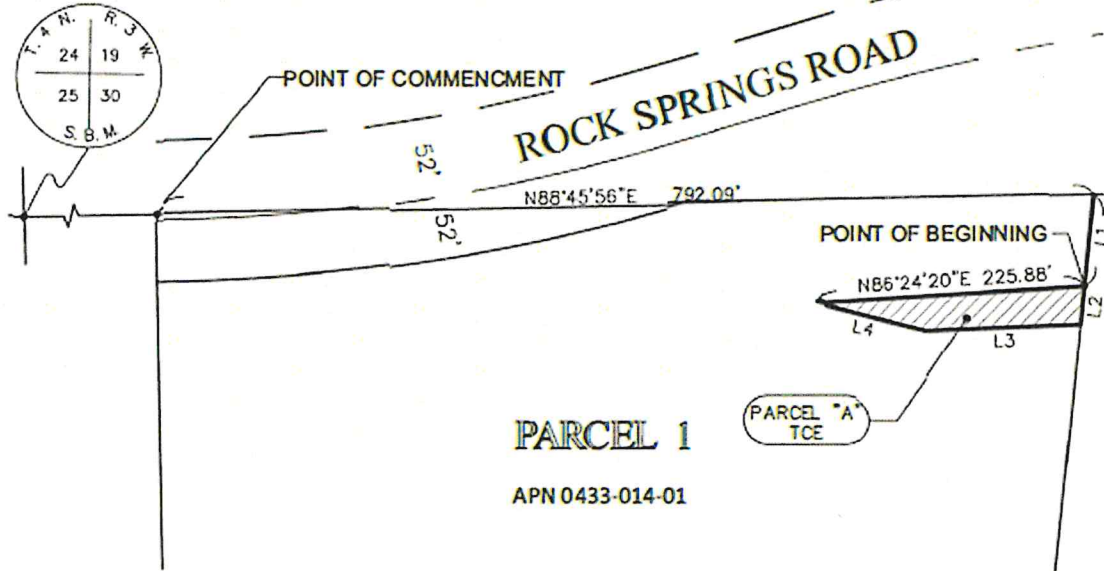 T. 4 N. R. 3 W.
24 19
25 30
S. B. M.
POINT OF COMMENCMENT
ROCK SPRINGS ROAD
52'
N88°45'56"E 792.09'
52'
L1
POINT OF BEGINNING
N86°24'20"E 225.88'
L2
L4
L3
PARCEL "A"
TCE
PARCEL 1
APN 0433-014-01